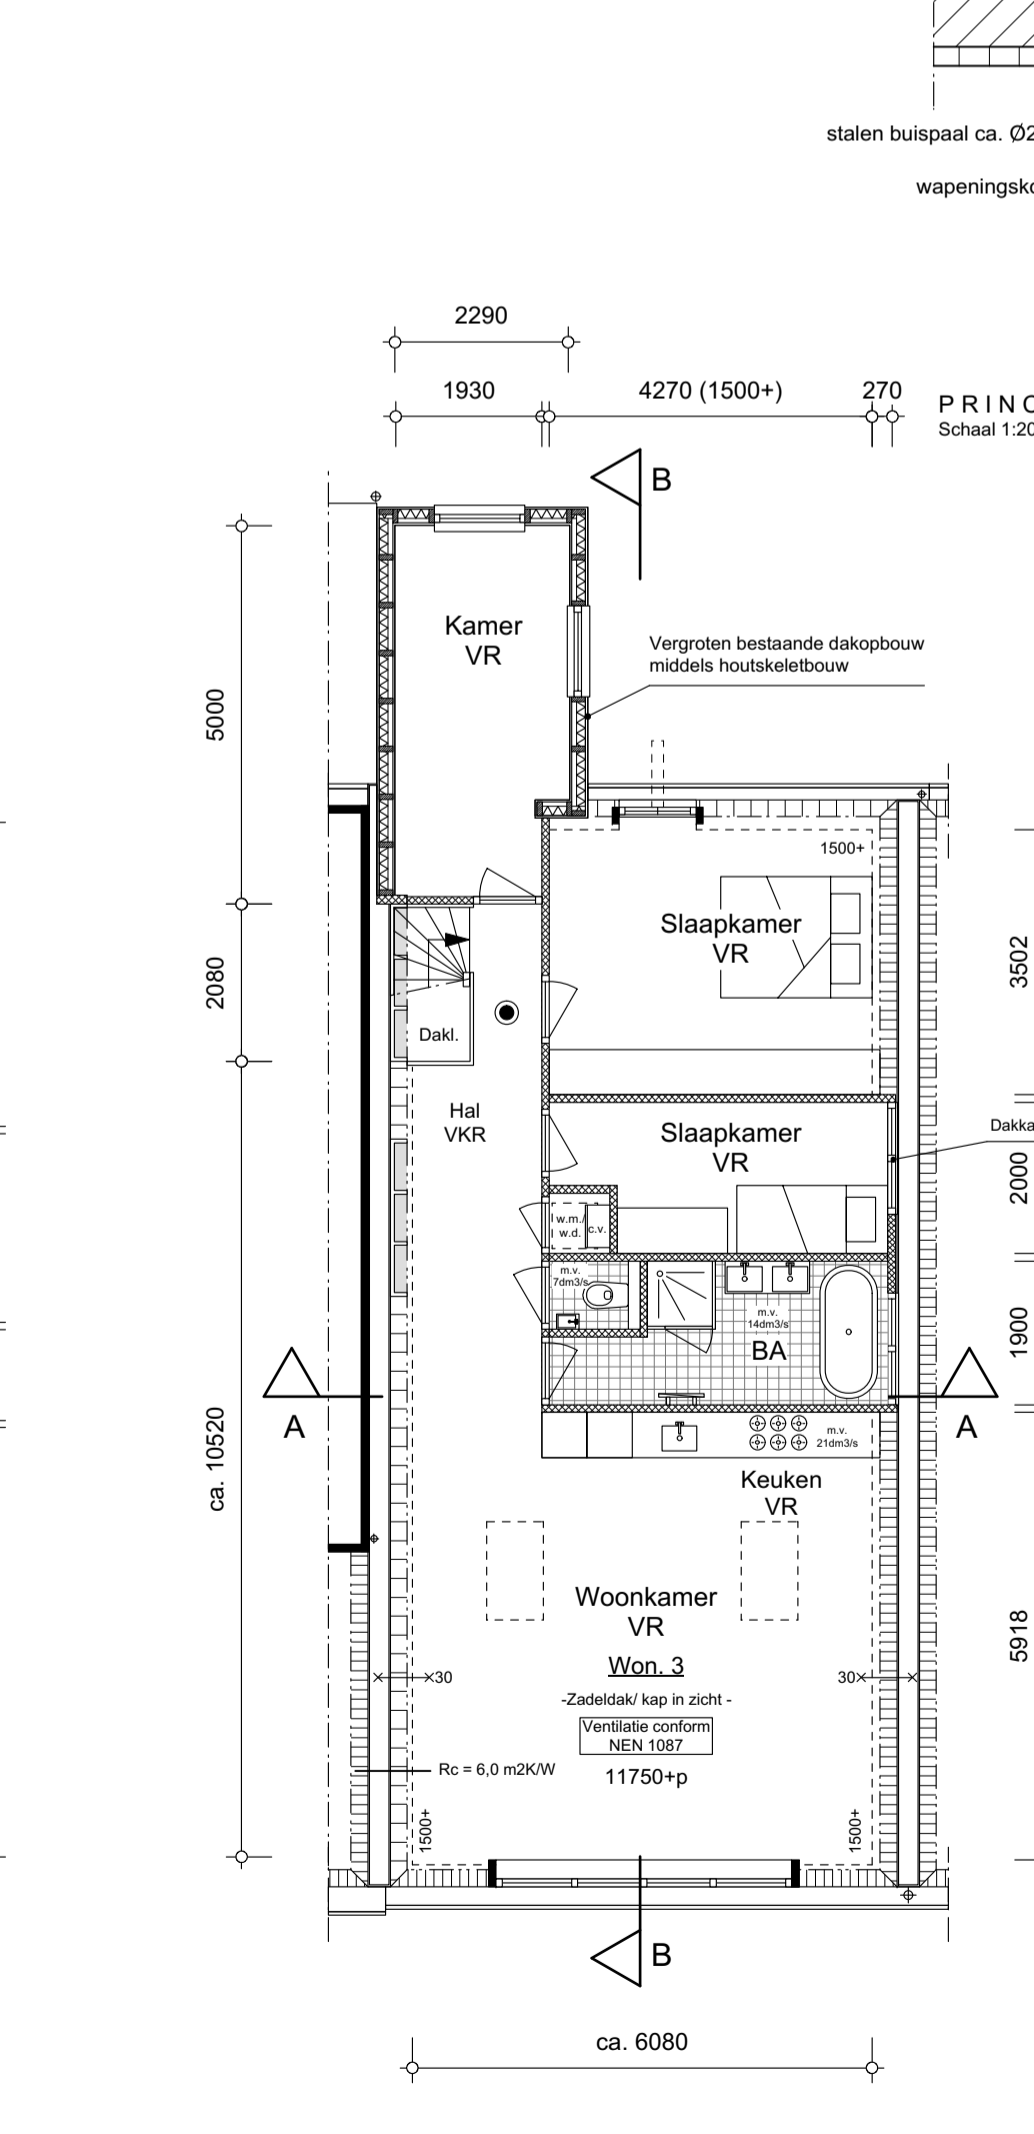 stalen buispaal ca. Ø2
wapeningsko
2290
1930
4270 (1500+)
270
PRINC
Schaal 1:20
B
Kamer
VR
Vergroten bestaande dakopbouw
middels houtskeletbouw
5000
1500+
Slaapkamer
VR
3502
2080
Dakl.
Hal
VKR
Slaapkamer
VR
Dakka
2000
w.m./
w.d.
c.v.
m.v.
7dm3/s
m.v.
14dm3/s
BA
1900
A
A
m.v.
21dm3/s
Keuken
VR
ca. 10520
Woonkamer
VR
Won. 3
30
30
-Zadeldak/ kap in zicht -
Ventilatie conform
NEN 1087
Rc = 6,0 m2K/W
11750+p
5918
1500+
1500+
B
ca. 6080